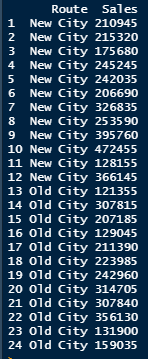 Route Sales
1 New City 210945
2 New City 215320
3 New City 175680
4 New City 245245
5 New City 242035
6 New City 206690
7 New City 326835
8 New City 253590
9 New City 395760
10 New City 472455
11 New City 128155
12 New City 366145
13 Old City 121355
14 Old City 307815
15 Old City 207185
16 Old City 129045
17 Old City 211390
18 Old City 223985
19 Old City 242960
20 Old City 314705
21 Old City 307840
22 Old City 356130
23 Old City 131900
24 Old City 159035